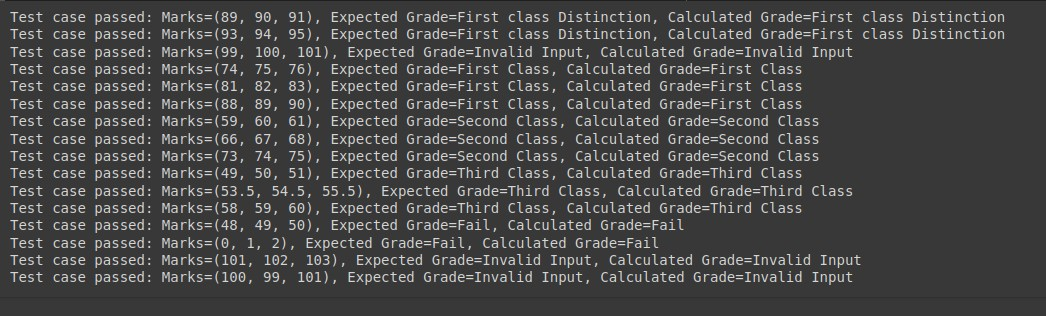 Test case passed: Marks=(89, 90, 91), Expected Grade=First class Distinction, Calculated Grade=First class Distinction
Test case passed: Marks=(93, 94, 95), Expected Grade=First class Distinction, Calculated Grade=First class Distinction
Test case passed: Marks=(99, 100, 101), Expected Grade=Invalid Input, Calculated Grade=Invalid Input
Test case passed: Marks=(74, 75, 76), Expected Grade=First Class, Calculated Grade=First Class
Test case passed: Marks=(81, 82, 83), Expected Grade=First Class, Calculated Grade=First Class
Test case passed: Marks=(88, 89, 90), Expected Grade=First Class, Calculated Grade=First Class
Test case passed: Marks=(59, 60, 61), Expected Grade=Second Class, Calculated Grade=Second Class
Test case passed: Marks=(66, 67, 68), Expected Grade=Second Class, Calculated Grade=Second Class
Test case passed: Marks=(73, 74, 75), Expected Grade=Second Class, Calculated Grade=Second Class
Test case passed: Marks=(49, 50, 51), Expected Grade=Third Class, Calculated Grade=Third Class
Test case passed: Marks=(53.5, 54.5, 55.5), Expected Grade=Third Class, Calculated Grade=Third Class
Test case passed: Marks=(58, 59, 60), Expected Grade=Third Class, Calculated Grade=Third Class
Test case passed: Marks=(48, 49, 50), Expected Grade=Fail, Calculated Grade=Fail
Test case passed: Marks=(0, 1, 2), Expected Grade=Fail, Calculated Grade=Fail
Test case passed: Marks=(101, 102, 103), Expected Grade=Invalid Input, Calculated Grade=Invalid Input
Test case passed: Marks=(100, 99, 101), Expected Grade=Invalid Input, Calculated Grade=Invalid Input